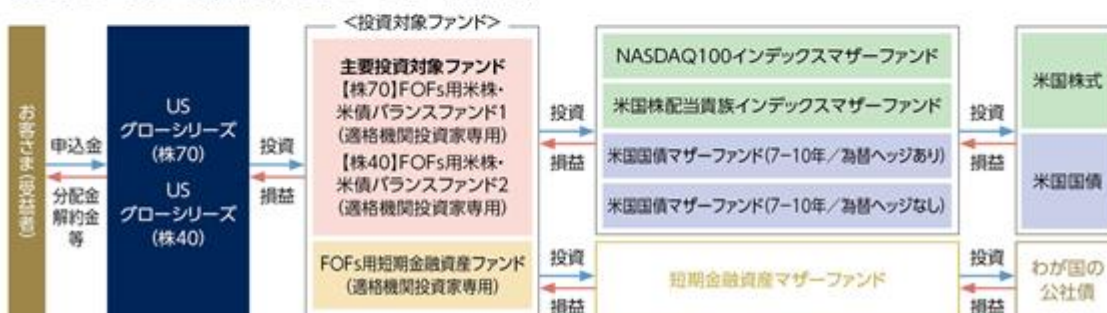 お客さま(受益者)
申込金
分配金
解約金
等
US
グローシリーズ
(株70)
US
グローシリーズ
(株40)
投資
損益
<投資対象ファンド>
主要投資対象ファンド
【株70】FOFs用米株・
米債バランスファンド1
(適格機関投資家専用)
【株40】FOFs用米株・
米債バランスファンド2
(適格機関投資家専用)
FOFs用短期金融資産ファンド
(適格機関投資家専用)
投資
損益
投資
損益
NASDAQ100インデックスマザーファンド
米国株配当貴族インデックスマザーファンド
米国国債マザーファンド(7-10年/為替ヘッジあり)
米国国債マザーファンド(7-10年/為替ヘッジなし)
短期金融資産マザーファンド
投資
損益
投資
損益
米国株式
米国国債
わが国の
公社債